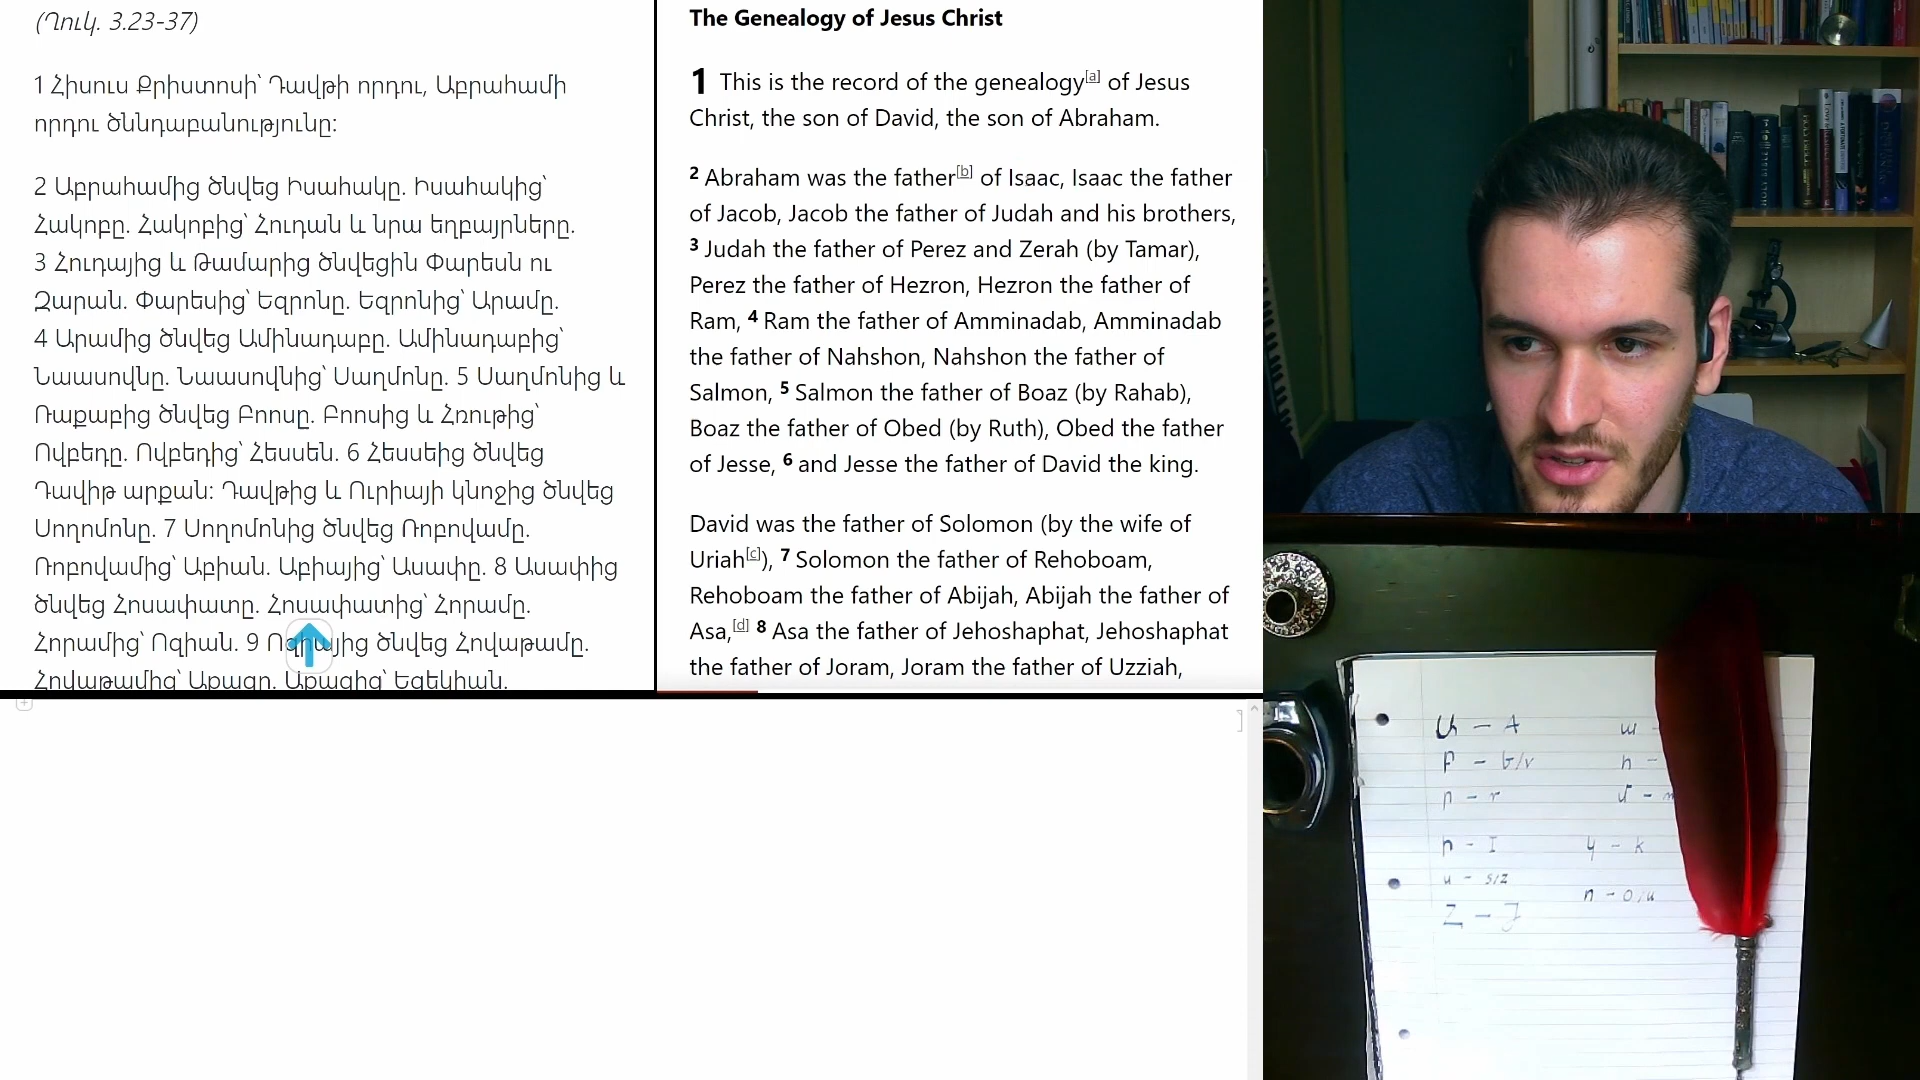 (Ղուկ. 3.23-37)
1 Հիսուս Քրիստոսի՝ Դավթի որդու, Աբրահամի
որդու ծննդաբանությունը:
2 Աբրահամից ծնվեց Իսահակը. Իսահակից՝
Հակոբը. Հակոբից՝ Հուդան և նրա եղբայրները.
3 Հուդայից և Թամարից ծնվեցին Փարեսն ու
Զարան. Փարեսից՝ Եզրոնը. Եզրոնից՝ Արամը.
4 Արամից ծնվեց Ամինադաբը. Ամինադաբից՝
Նաասովնը. Նաասովնից՝ Սաղմոնը. 5 Սաղմոնից և
Ռաքաբից ծնվեց Բոոսը. Բոոսից և Հռութից՝
Ովբեդը. Ովբեդից՝ Հեսսեն. 6 Հեսսեից ծնվեց
Դավիթ արքան: Դավթից և Ուրիայի կնոջից ծնվեց
Սողոմոնը. 7 Սողոմոնից ծնվեց Ռոբովամը.
Ռոբովամից՝ Աբիան. Աբիայից՝ Ասափը. 8 Ասափից
ծնվեց Հոսափատը. Հոսափատից՝ Հորամը.
Հորամից՝ Ոզիան. 9 Ոզիայից ծնվեց Հովաթամը.
Հովաթամից՝ Աքազը. Աքազից՝ Եզեկիան.
The Genealogy of Jesus Christ
1 This is the record of the genealogy[a] of Jesus
Christ, the son of David, the son of Abraham.
2 Abraham was the father[b] of Isaac, Isaac the father
of Jacob, Jacob the father of Judah and his brothers,
3 Judah the father of Perez and Zerah (by Tamar),
Perez the father of Hezron, Hezron the father of
Ram, 4 Ram the father of Amminadab, Amminadab
the father of Nahshon, Nahshon the father of
Salmon, 5 Salmon the father of Boaz (by Rahab),
Boaz the father of Obed (by Ruth), Obed the father
of Jesse, 6 and Jesse the father of David the king.
David was the father of Solomon (by the wife of
Uriah[c]), 7 Solomon the father of Rehoboam,
Rehoboam the father of Abijah, Abijah the father of
Asa,[d] 8 Asa the father of Jehoshaphat, Jehoshaphat
the father of Joram, Joram the father of Uzziah,
Ա - A
ա -
բ - b/v
հ -
ր - r
մ - m
ի - I
կ - k
ս - s/z
ո - o/u
Հ - J